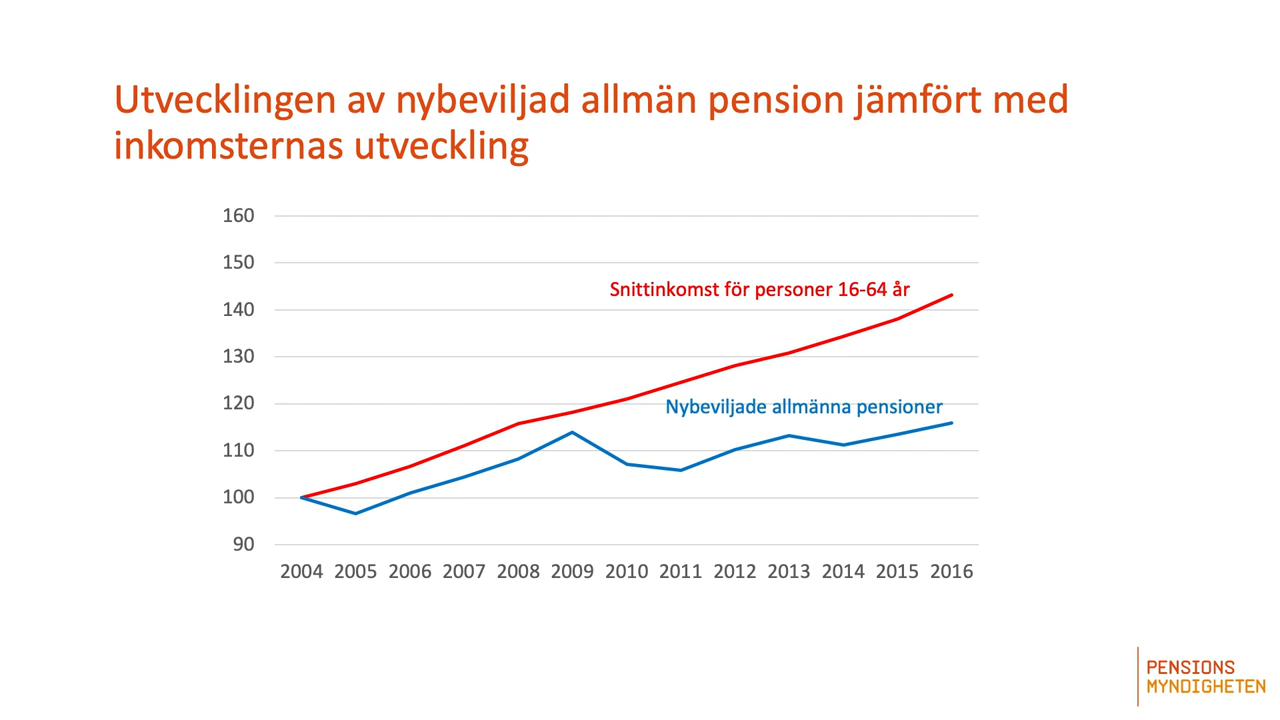 Utvecklingen av nybeviljad allmän pension jämfört med
inkomsternas utveckling
160
150
140
130
120
110
100
90
Snittinkomst för personer 16-64 år
Nybeviljade allmänna pensioner
2004 2005 2006 2007 2008 2009 2010 2011 2012 2013 2014 2015 2016
PENSIONS
MYNDIGHETEN